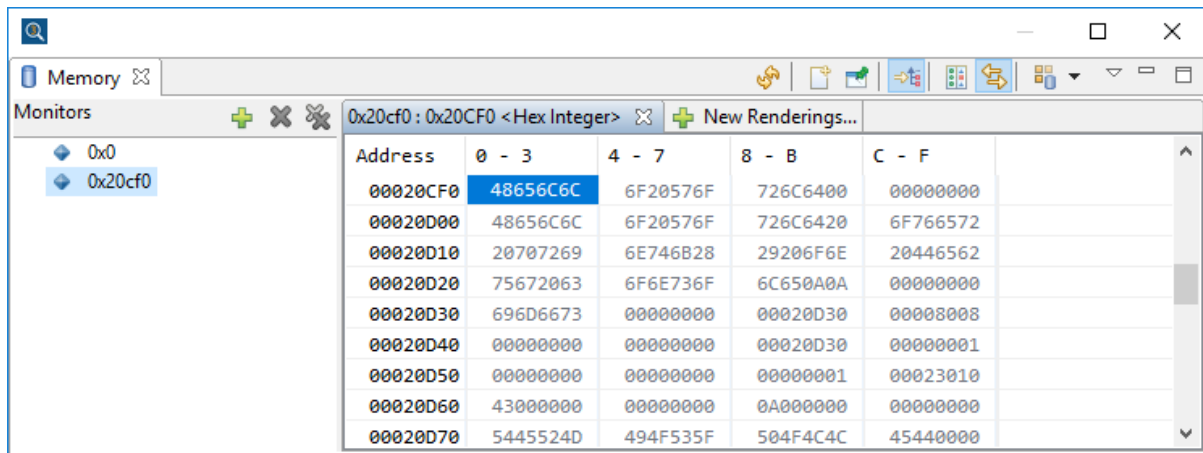 Memory
Monitors
0x0
0x20cf0
0x20cf0 : 0x20CF0 <Hex Integer>
New Renderings...
Address 0 - 3 4 - 7 8 - B C - F
00020CF0 48656C6C 6F20576F 726C6400 00000000
00020D00 48656C6C 6F20576F 726C6420 6F766572
00020D10 20707269 6E746B28 29206F6E 20446562
00020D20 75672063 6F6E736F 6C650A0A 00000000
00020D30 696D6673 00000000 00020D30 00008008
00020D40 00000000 00000000 00020D30 00000001
00020D50 00000000 00000000 00000001 00023010
00020D60 43000000 00000000 0A000000 00000000
00020D70 5445524D 494F535F 504F4C4C 45440000